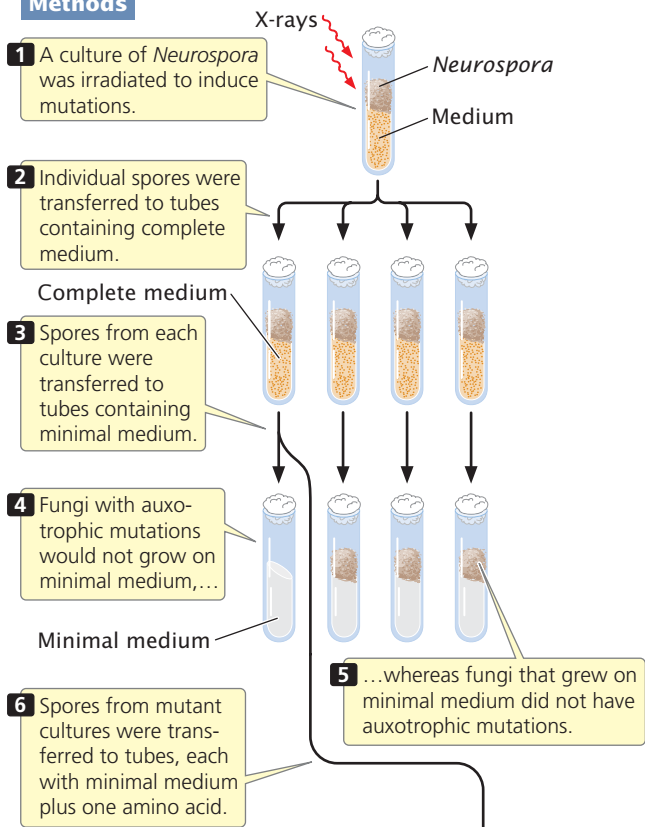 Methods
X-rays
1 A culture of Neurospora
was irradiated to induce
mutations.
Neurospora
Medium
2 Individual spores were
transferred to tubes
containing complete
medium.
Complete medium
3 Spores from each
culture were
transferred to
tubes containing
minimal medium.
4 Fungi with auxo-
trophic mutations
would not grow on
minimal medium,…
Minimal medium
5 …whereas fungi that grew on
minimal medium did not have
auxotrophic mutations.
6 Spores from mutant
cultures were trans-
ferred to tubes, each
with minimal medium
plus one amino acid.